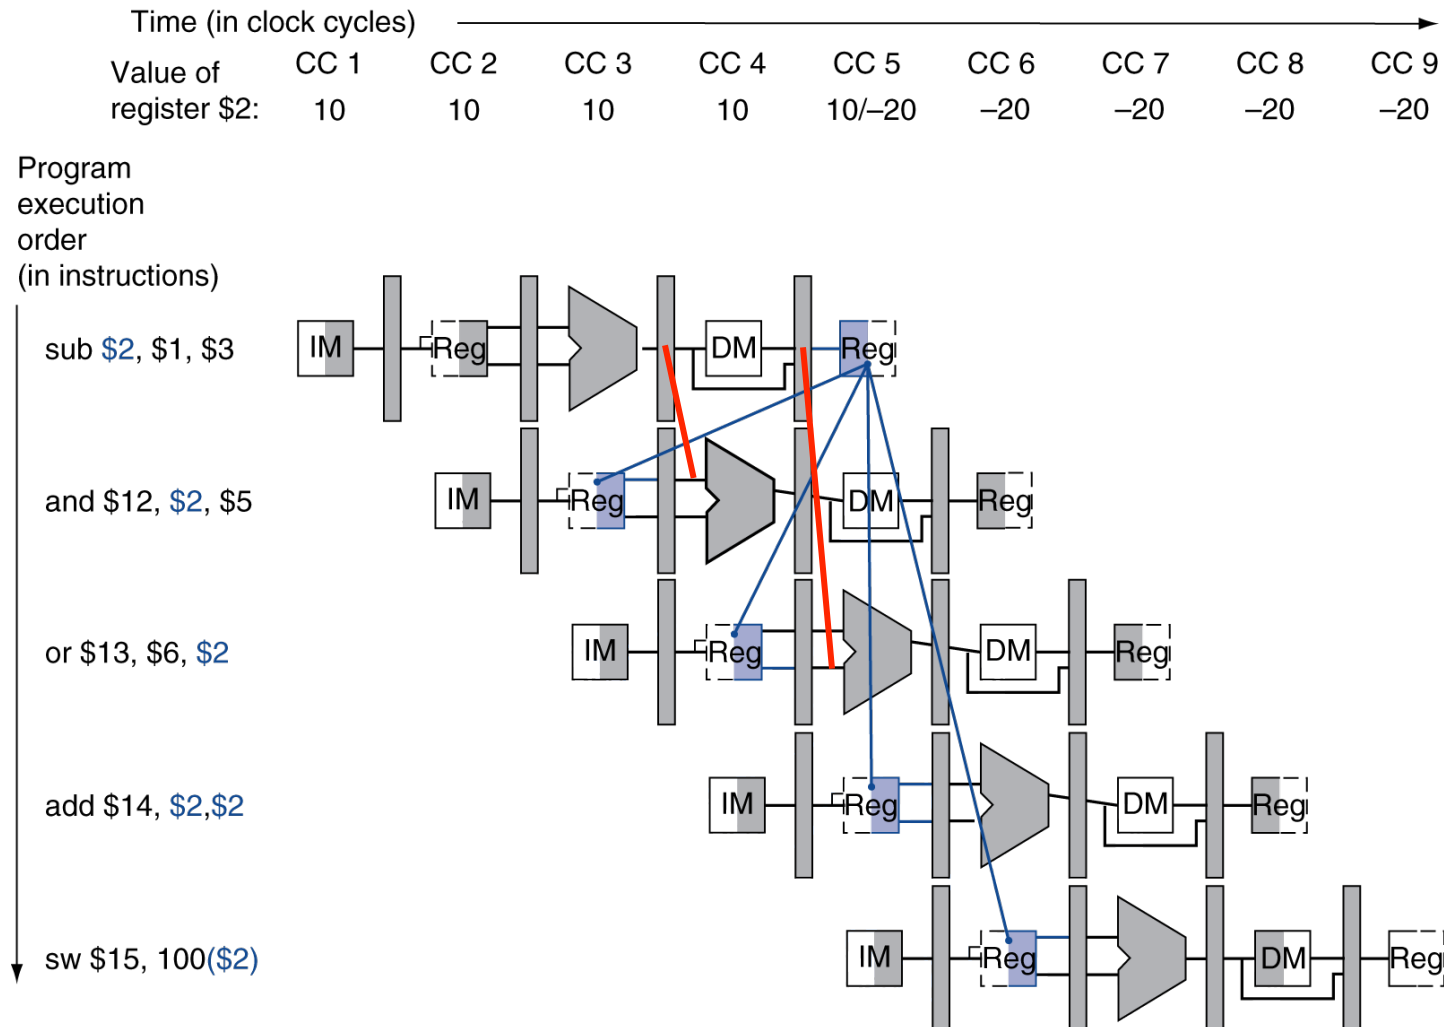 Time (in clock cycles)
Value of register $2:
CC 1 CC 2 CC 3 CC 4 CC 5 CC 6 CC 7 CC 8 CC 9
10 10 10 10 10/–20 –20 –20 –20 –20
Program
execution
order
(in instructions)
sub $2, $1, $3
IM Reg DM Reg
and $12, $2, $5
IM Reg DM Reg
or $13, $6, $2
IM Reg DM Reg
add $14, $2,$2
IM Reg DM Reg
sw $15, 100($2)
IM Reg DM Reg